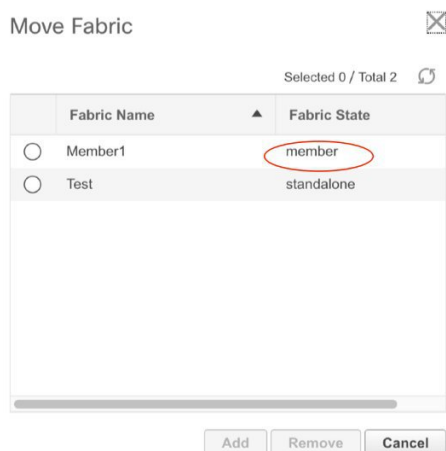 Move Fabric
Selected 0 / Total 2
Fabric Name Fabric State
Member1 member
Test standalone
Add Remove Cancel